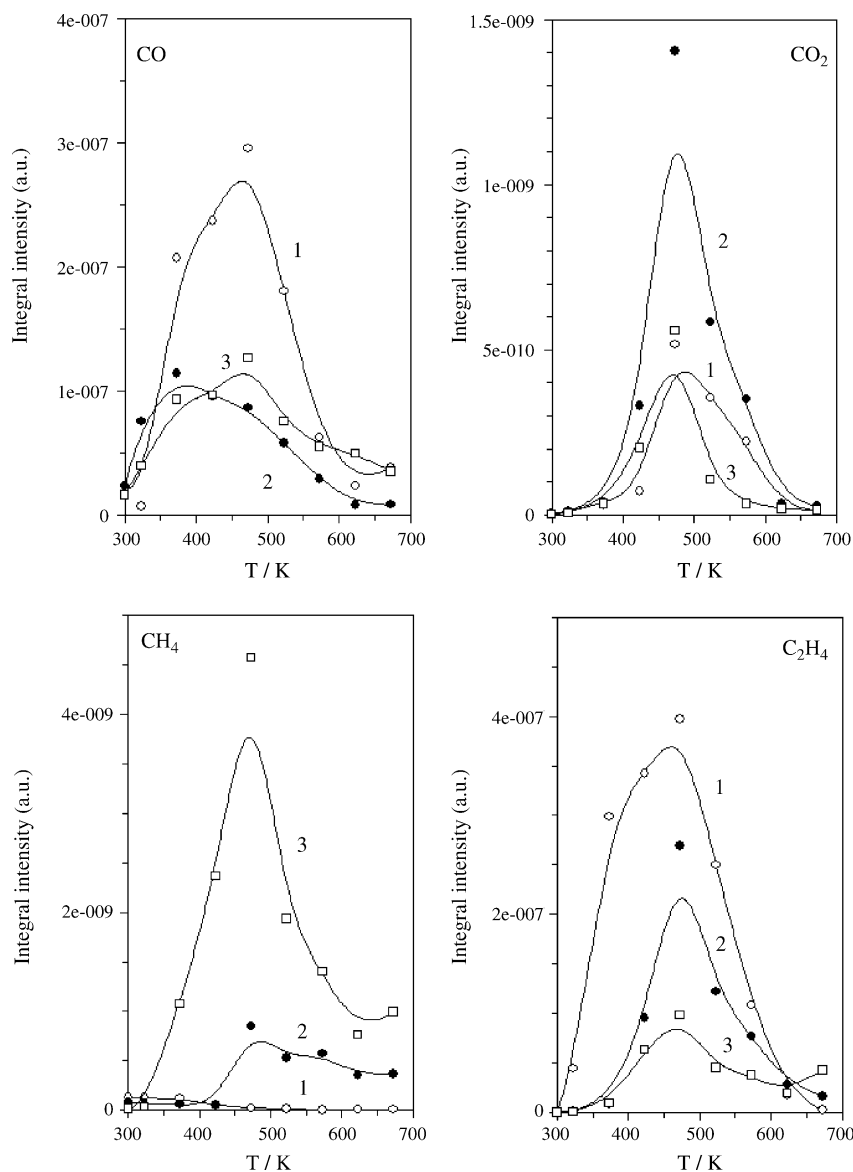 4e-007
CO
3e-007
2e-007
1e-007
0
Integral intensity (a.u.)
1
3
2
300 400 500 600 700
T / K
1.5e-009
CO2
1e-009
5e-010
0
Integral intensity (a.u.)
2
1
3
300 400 500 600 700
T / K
CH4
4e-009
2e-009
0
Integral intensity (a.u.)
3
2
1
300 400 500 600 700
T / K
C2H4
4e-007
2e-007
0
Integral intensity (a.u.)
1
2
3
300 400 500 600 700
T / K